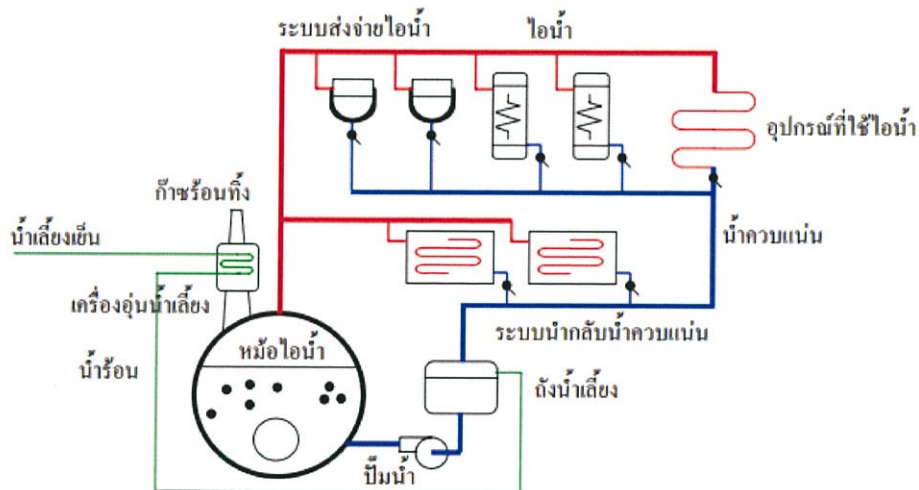 ระบบส่งจ่ายไอน้ำ
ไอน้ำ
อุปกรณ์ที่ใช้ไอน้ำ
ก๊าซร้อนทิ้ง
น้ำเลี้ยงเย็น
น้ำควบแน่น
เครื่องอุ่นน้ำเลี้ยง
ระบบนำกลับน้ำควบแน่น
หม้อไอน้ำ
น้ำร้อน
ถังน้ำเลี้ยง
ปั๊มน้ำ